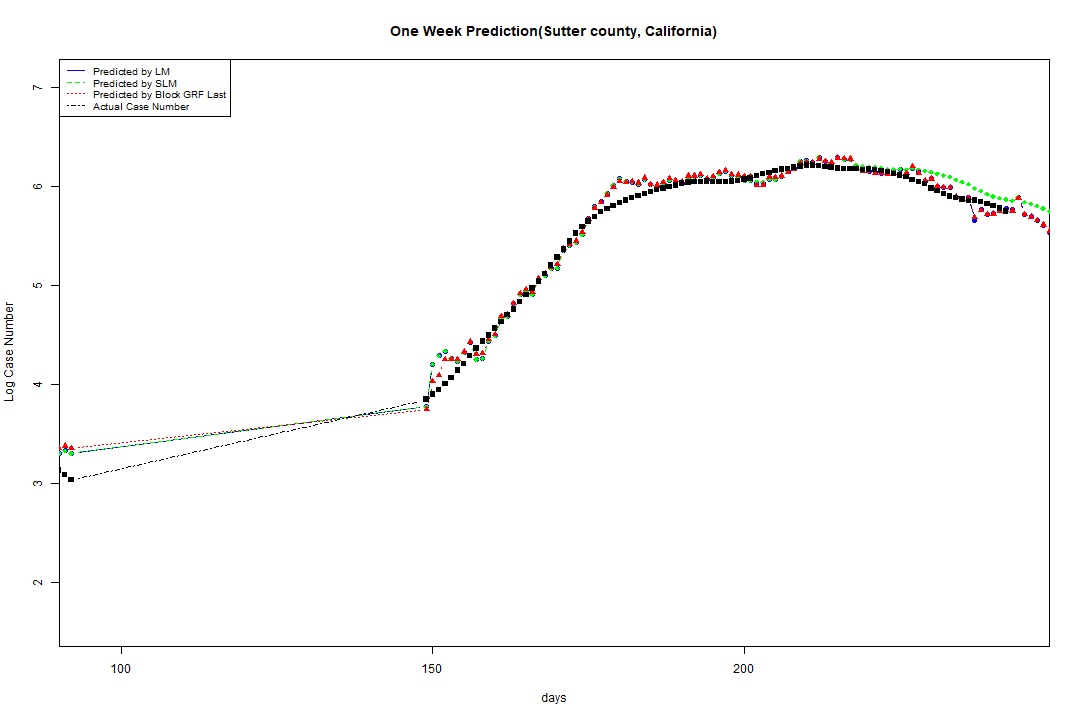 One Week Prediction(Sutter county, California)
Predicted by LM
Predicted by SLM
Predicted by Block GRF Last
Actual Case Number
7
6
5
4
3
2
Log Case Number
100 150 200
days